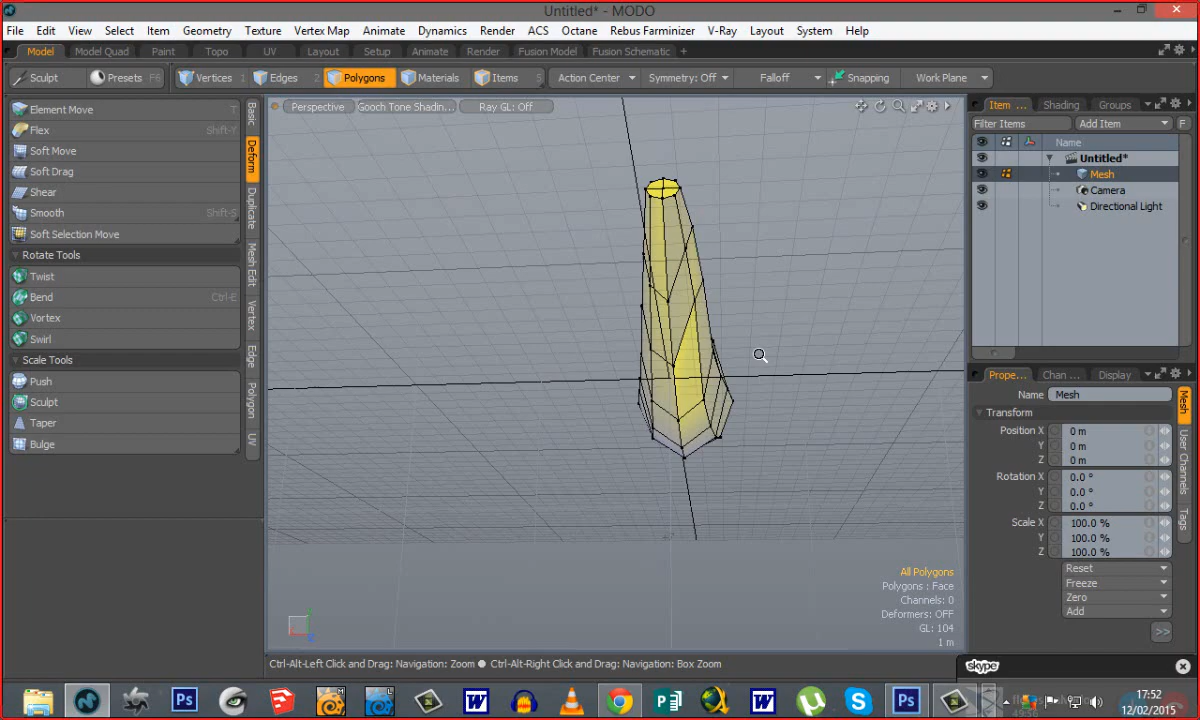 Untitled* - MODO
File Edit View Select Item Geometry Texture Vertex Map Animate Dynamics Render ACS Octane Rebus Farminizer V-Ray Layout System Help
Model Model Quad Paint Topo UV Layout Setup Animate Render Fusion Model Fusion Schematic +
Sculpt Presets F6 Vertices 1 Edges 2 Polygons Materials Items 5 Action Center Symmetry: Off Falloff Snapping Work Plane
Element Move T
Flex Shift-Y
Soft Move
Soft Drag
Shear
Smooth Shift-S
Soft Selection Move
Rotate Tools
Twist
Bend Ctrl-E
Vortex
Swirl
Scale Tools
Push
Sculpt
Taper
Bulge
Basic
Deform
Duplicate
Mesh Edit
Vertex
Edge
Polygon
UV
Perspective Gooch Tone Shadin... Ray GL: Off
All Polygons
Polygons : Face
Channels: 0
Deformers: OFF
GL: 104
1 m
Ctrl-Alt-Left Click and Drag: Navigation: Zoom ● Ctrl-Alt-Right Click and Drag: Navigation: Box Zoom
Item ... Shading Groups
Filter Items Add Item F
Name
Untitled*
Mesh
Camera
Directional Light
Prope... Chan ... Display
Name Mesh
Transform
Position X 0 m
Y 0 m
Z 0 m
Rotation X 0.0 °
Y 0.0 °
Z 0.0 °
Scale X 100.0 %
Y 100.0 %
Z 100.0 %
Reset
Freeze
Zero
Add
>>
Mesh
User Channels
Tags
skype
17:52
12/02/2015